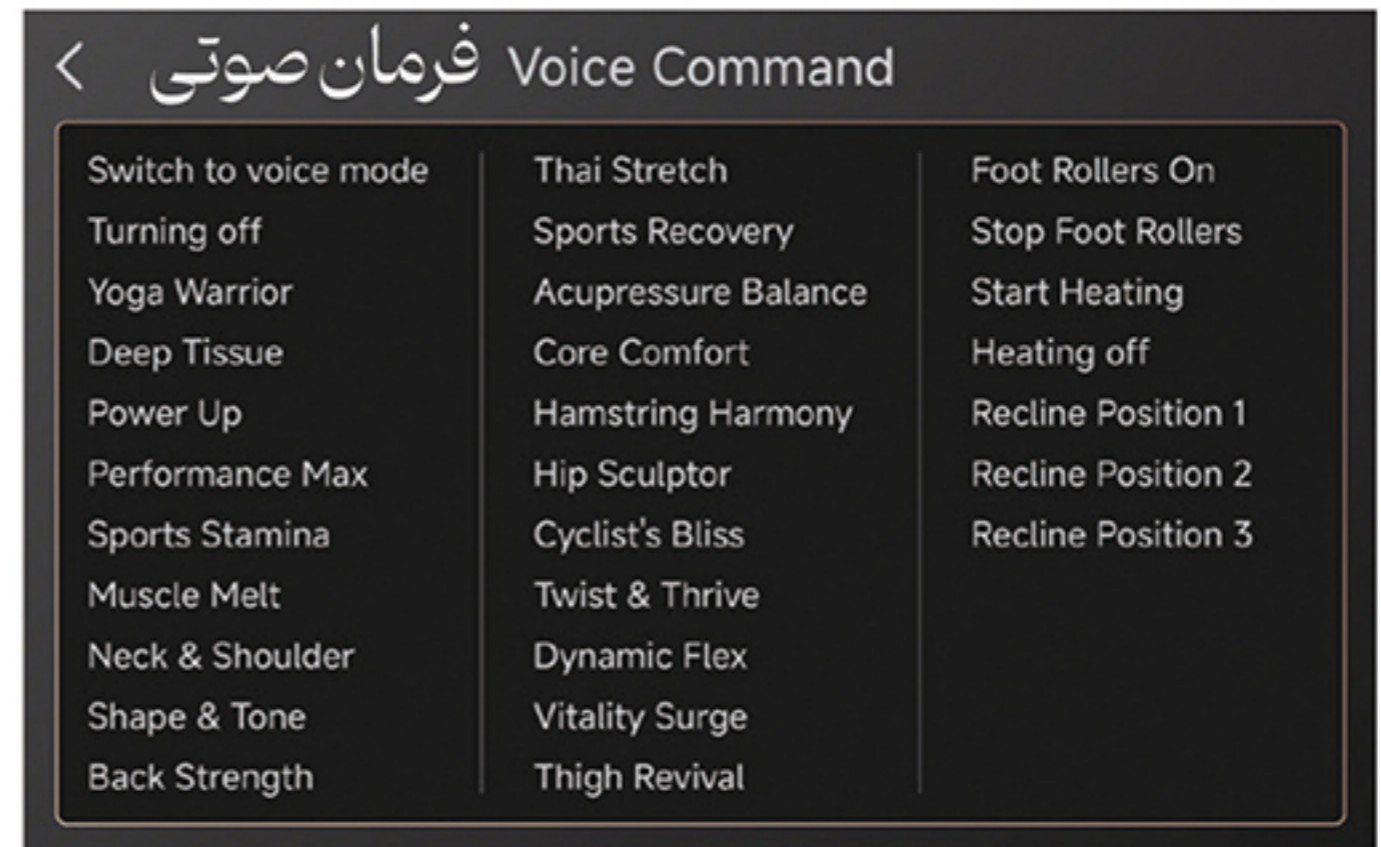 فرمان صوتی Voice Command
Switch to voice mode
Turning off
Yoga Warrior
Deep Tissue
Power Up
Performance Max
Sports Stamina
Muscle Melt
Neck & Shoulder
Shape & Tone
Back Strength
Thai Stretch
Sports Recovery
Acupressure Balance
Core Comfort
Hamstring Harmony
Hip Sculptor
Cyclist's Bliss
Twist & Thrive
Dynamic Flex
Vitality Surge
Thigh Revival
Foot Rollers On
Stop Foot Rollers
Start Heating
Heating off
Recline Position 1
Recline Position 2
Recline Position 3